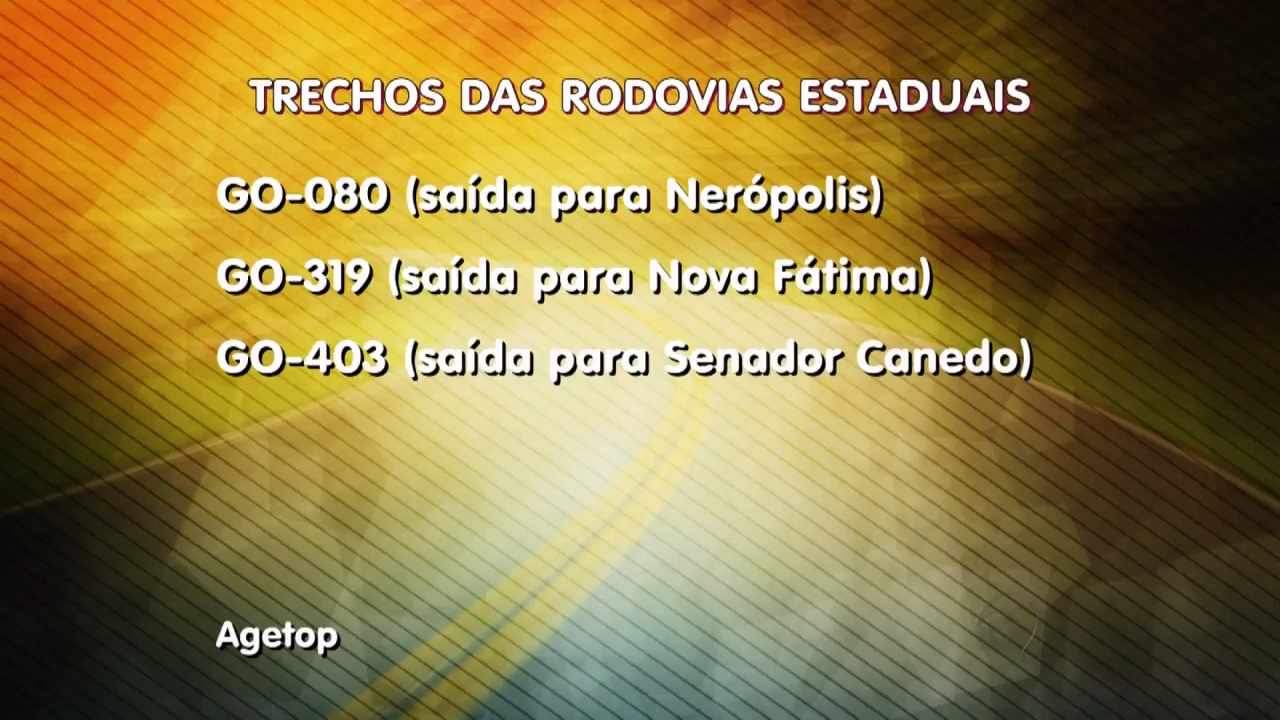 TRECHOS DAS RODOVIAS ESTADUAIS
GO-080 (saída para Nerópolis)
GO-319 (saída para Nova Fátima)
GO-403 (saída para Senador Canedo)
Agetop